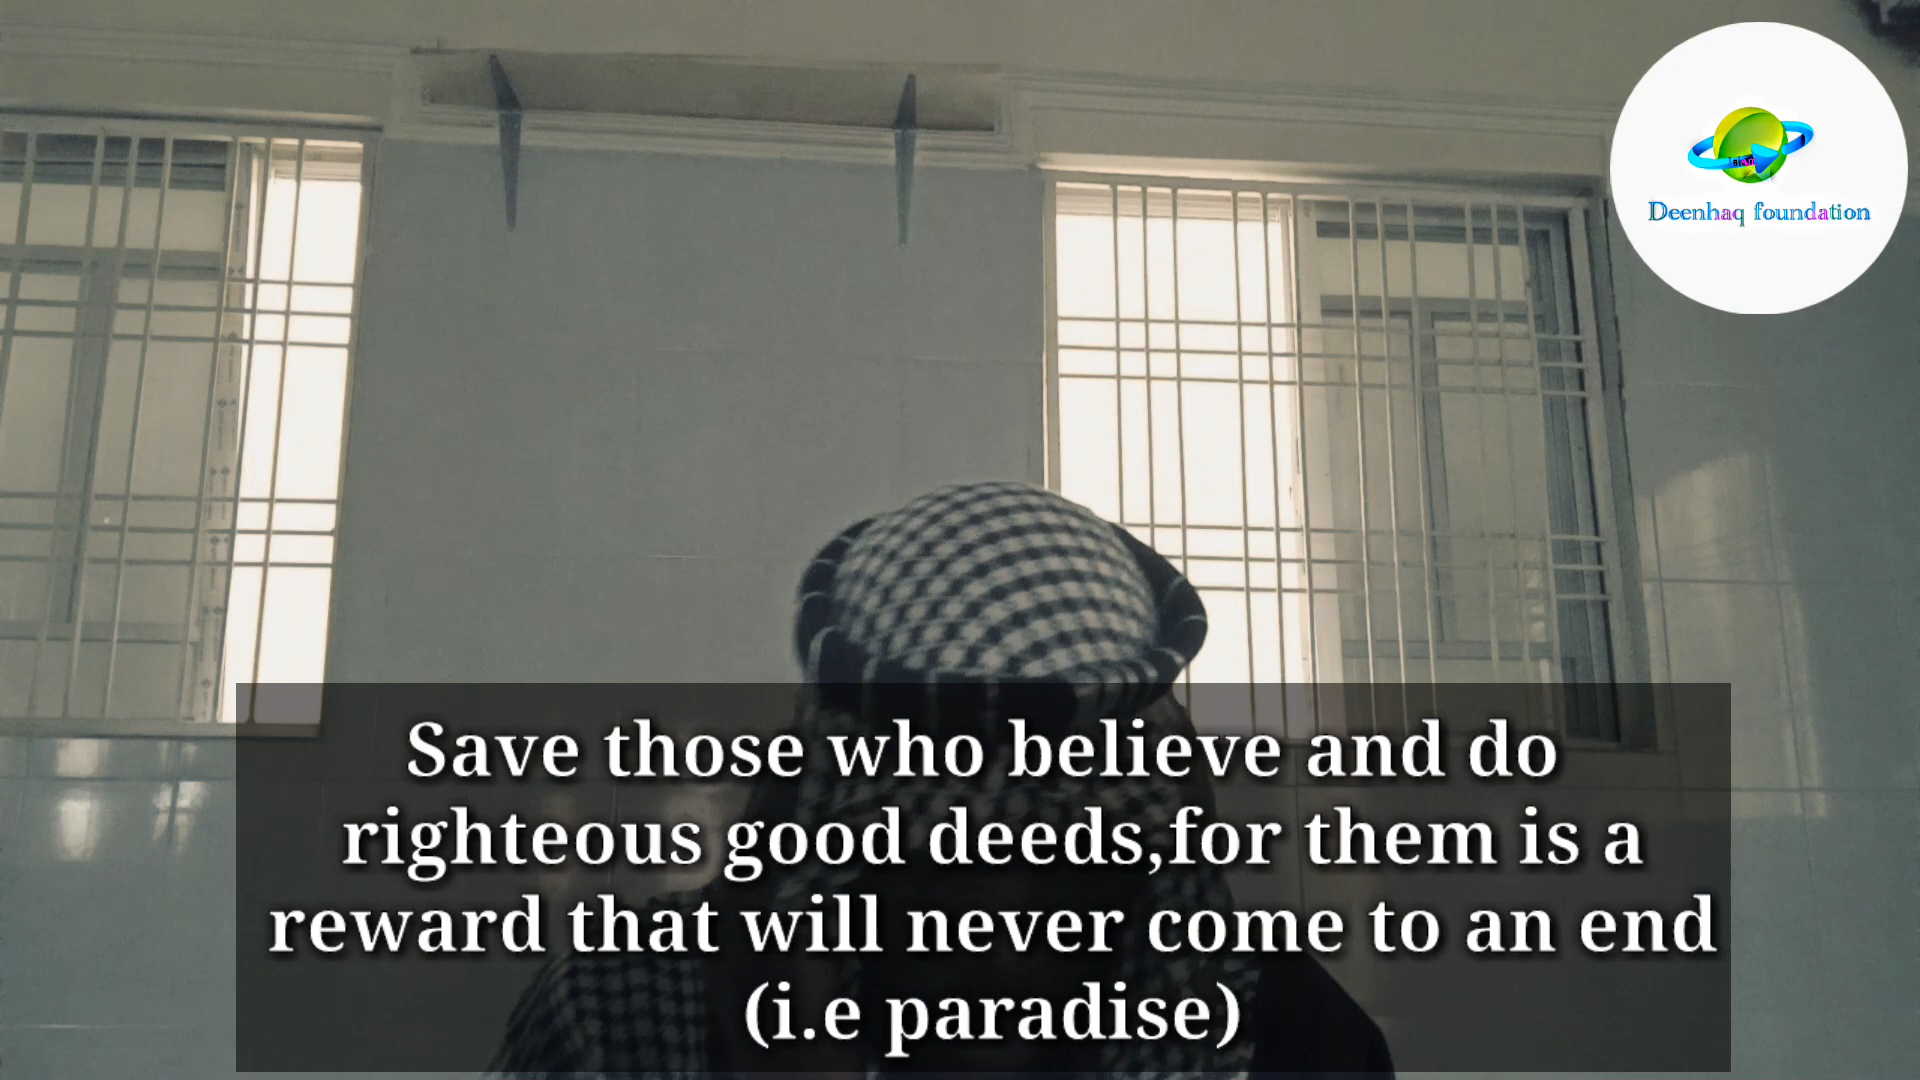 Islam
Deenhaq foundation
Save those who believe and do
righteous good deeds,for them is a
reward that will never come to an end
(i.e paradise)